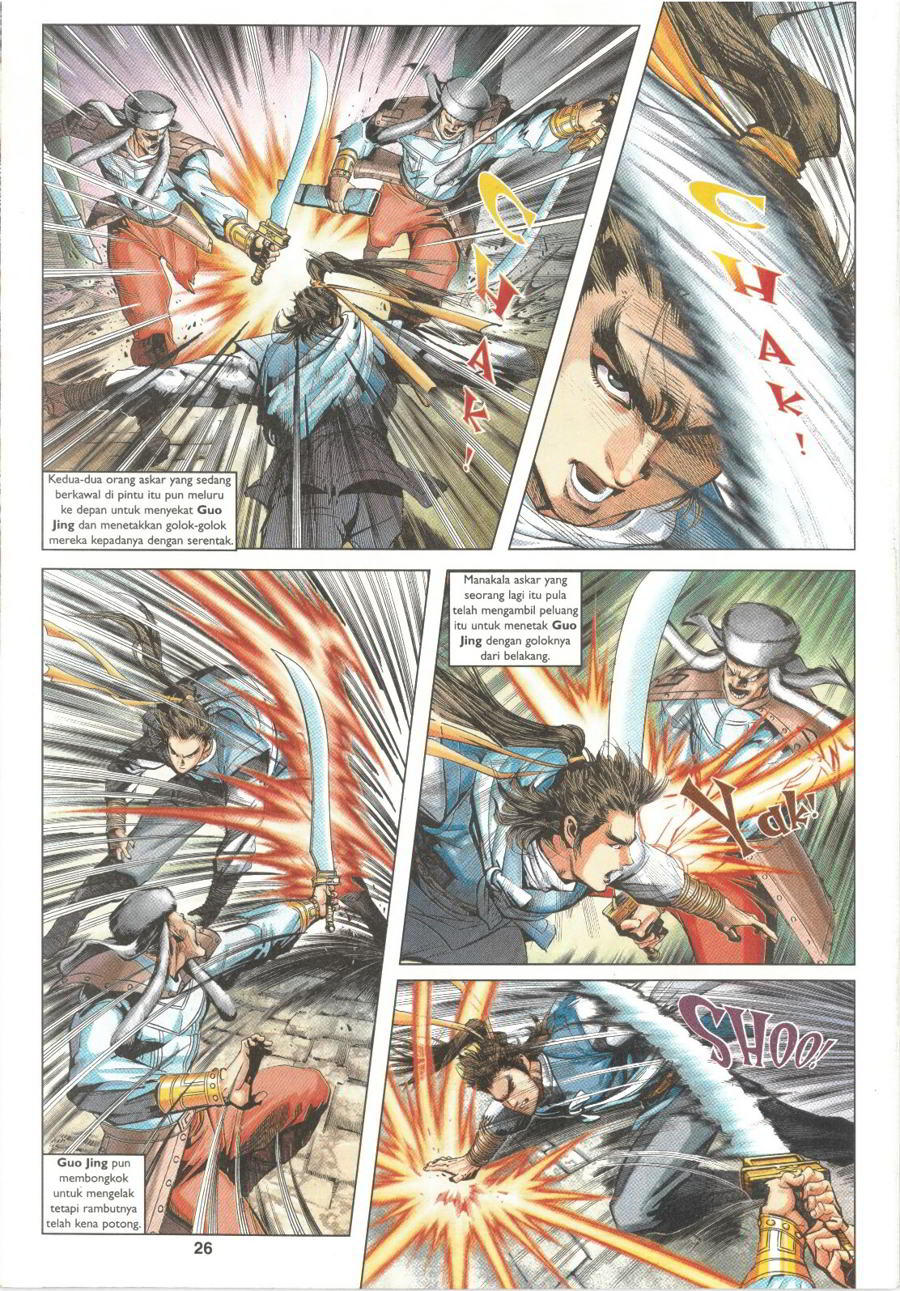 CHAK!
Kedua-dua orang askar yang sedang
berkawal di pintu itu pun meluru
ke depan untuk menyekat Guo
Jing dan menetakkan golok-golok
mereka kepadanya dengan serentak.
CHAK!
Guo Jing pun
membongkok
untuk mengelak
tetapi rambutnya
telah kena potong.
Manakala askar yang
seorang lagi itu pula
telah mengambil peluang
itu untuk menetak Guo
Jing dengan goloknya
dari belakang.
Yak!
SHOO!
26